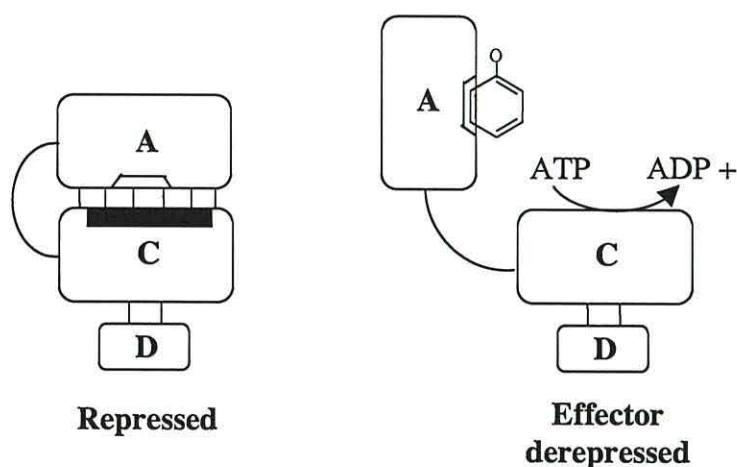 A
C
D
Repressed
O
A
ATP ADP +
C
D
Effector
derepressed